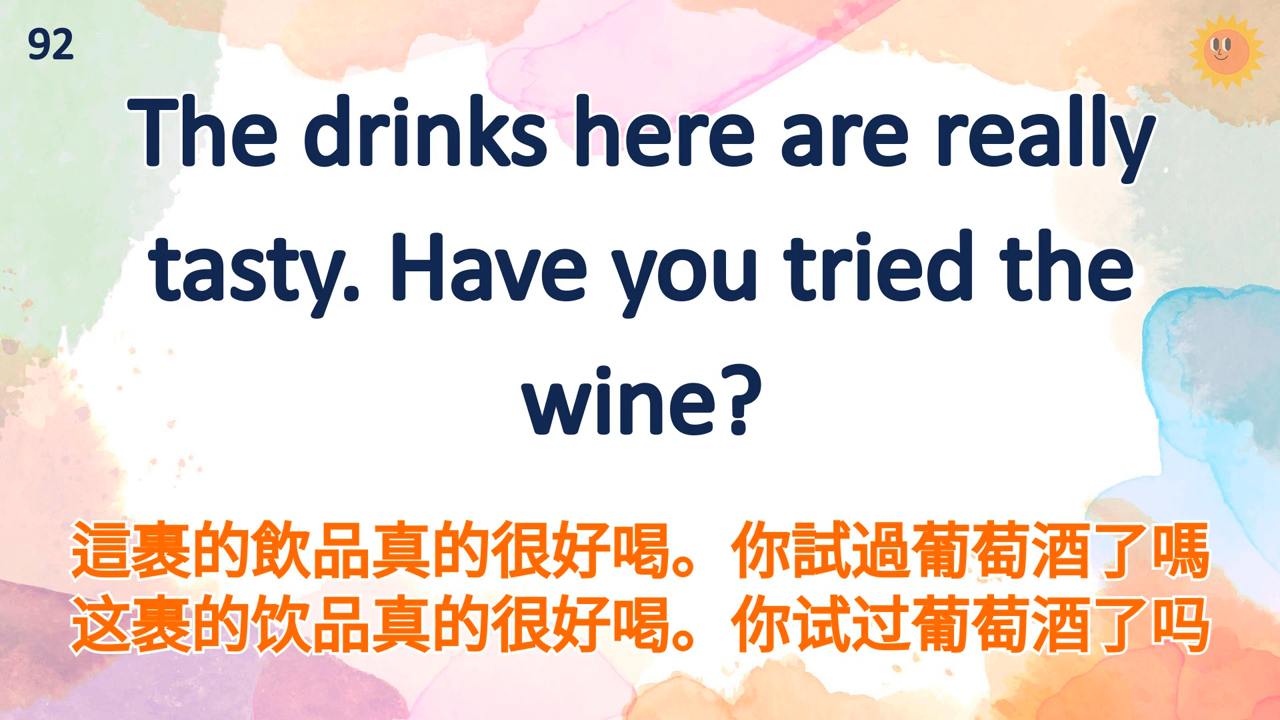 92
The drinks here are really
tasty. Have you tried the
wine?
這裹的飲品真的很好喝。你試過葡萄酒了嗎
这裹的饮品真的很好喝。你试过葡萄酒了吗